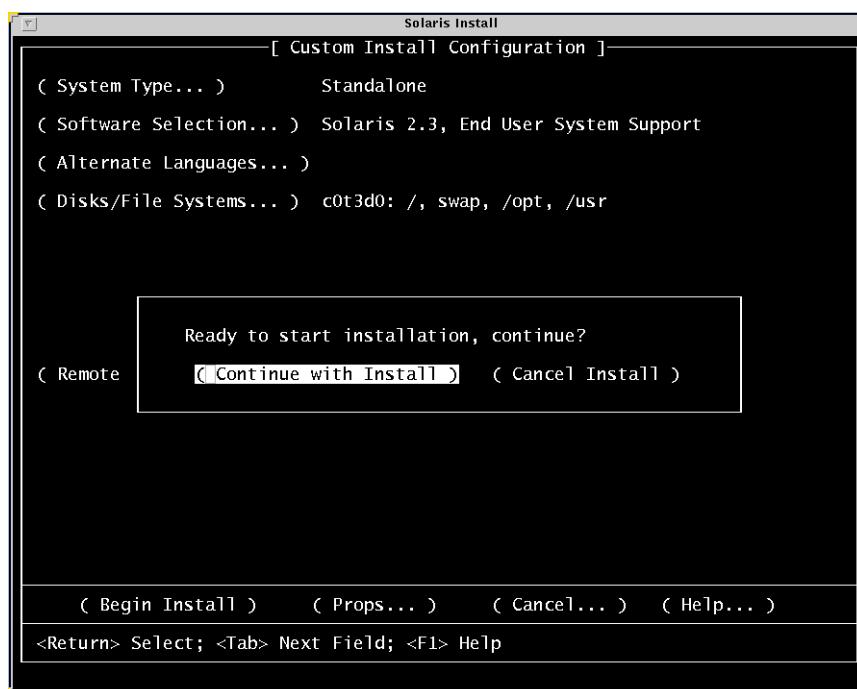 Solaris Install
[ Custom Install Configuration ]
( System Type... ) Standalone
( Software Selection... ) Solaris 2.3, End User System Support
( Alternate Languages... )
( Disks/File Systems... ) c0t3d0: /, swap, /opt, /usr
Ready to start installation, continue?
( Remote ( Continue with Install ) ( Cancel Install )
( Begin Install ) ( Props... ) ( Cancel... ) ( Help... )
<Return> Select; <Tab> Next Field; <F1> Help